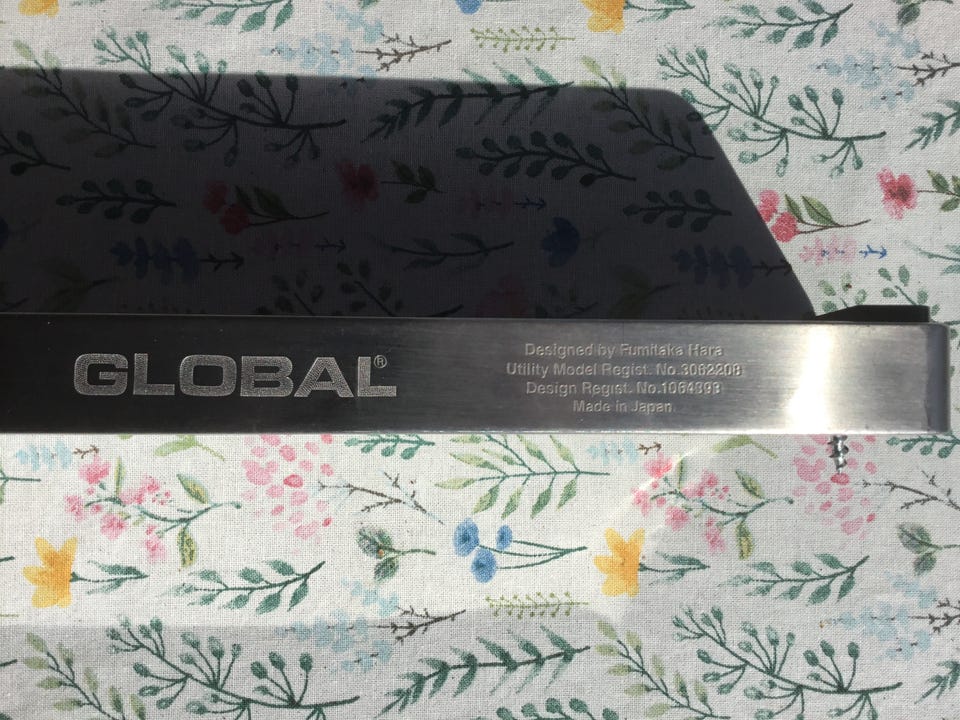 GLOBAL®
Designed by Fumitaka Hara
Utility Model Regist. No.3062208
Design Regist. No.1064393
Made in Japan